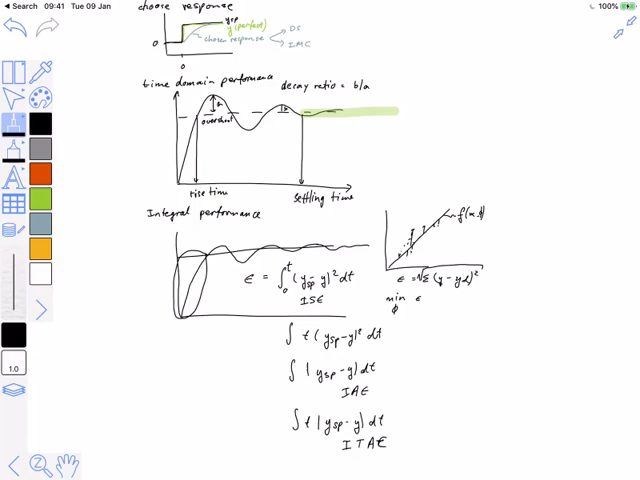 Search 09:41 Tue 09 Jan
100%
choose response
ysp
y (perfect)
chosen response
DS
IMC
0
0
time domain performance
decay ratio = b/a
a
b
overshoot
rise time
settling time
Integral performance
f(x,ϕ)
ϵ = ∫₀ᵗ (ysp - y)² dt
ISE
ϵ = √Σ (y - yd)²
min ϵ
ϕ
∫ t (ysp - y)² dt
∫ |ysp - y| dt
IAE
∫ t |ysp - y| dt
ITAE
1.0